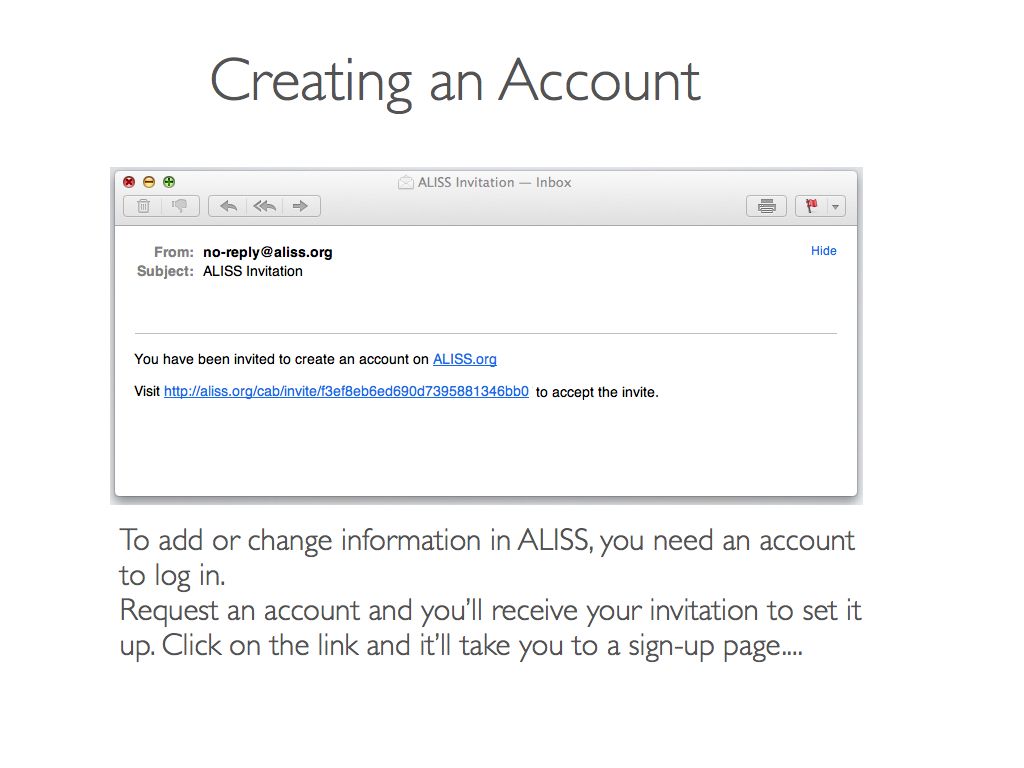 Creating an Account
ALISS Invitation — Inbox
From: no-reply@aliss.org
Hide
Subject: ALISS Invitation
You have been invited to create an account on ALISS.org
Visit http://aliss.org/cab/invite/f3ef8eb6ed690d7395881346bb0 to accept the invite.
To add or change information in ALISS, you need an account
to log in.
Request an account and you’ll receive your invitation to set it
up. Click on the link and it’ll take you to a sign-up page....